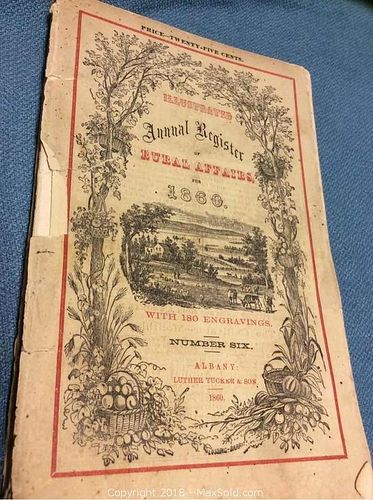 PRICE—TWENTY-FIVE CENTS.
ILLUSTRATED
Annual Register
OF
RURAL AFFAIRS,
FOR
1860.
WITH 180 ENGRAVINGS.
NUMBER SIX.
ALBANY:
LUTHER TUCKER & SON,
1860.
Copyright 2018 - MaxSold.com